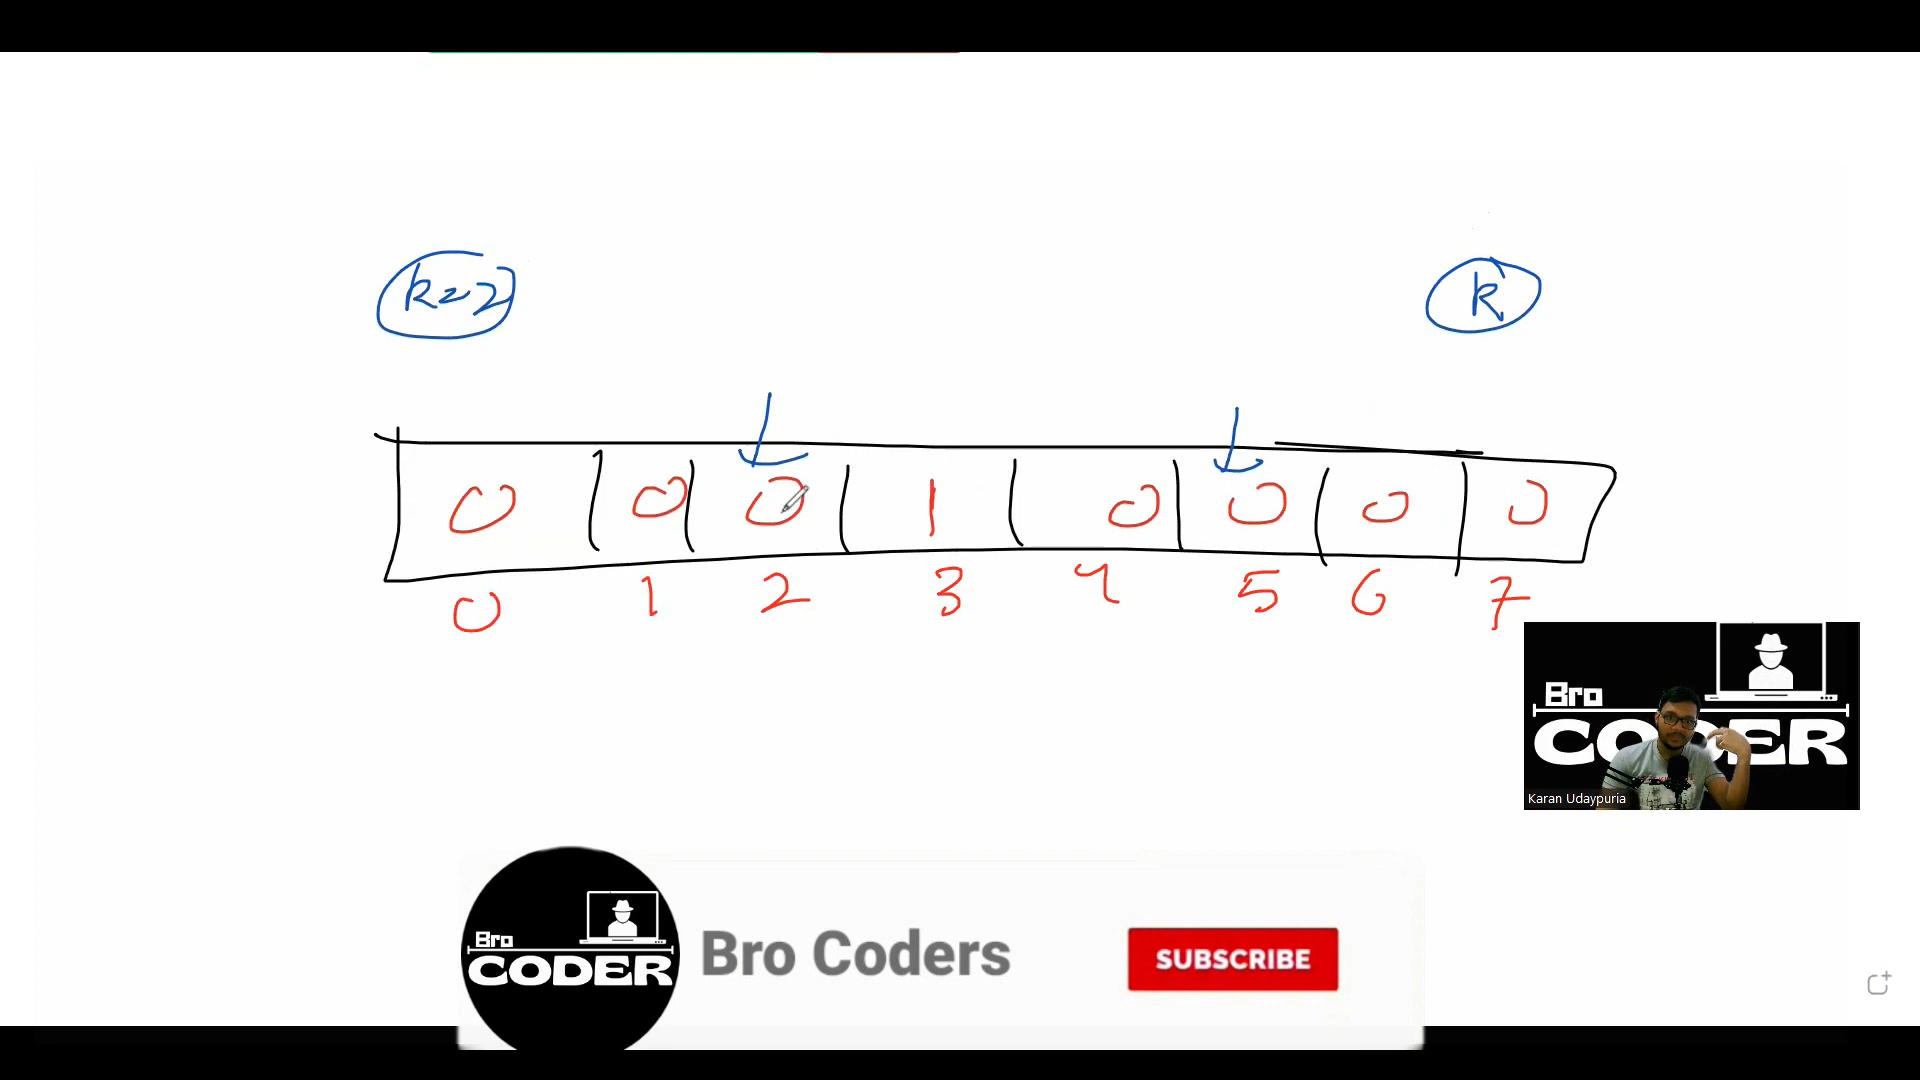 k=2
k
0 0 0 1 0 0 0 0
0 1 2 3 4 5 6 7
Bro
CODER
Karan Udaypuria
Bro
CODER
Bro Coders
SUBSCRIBE